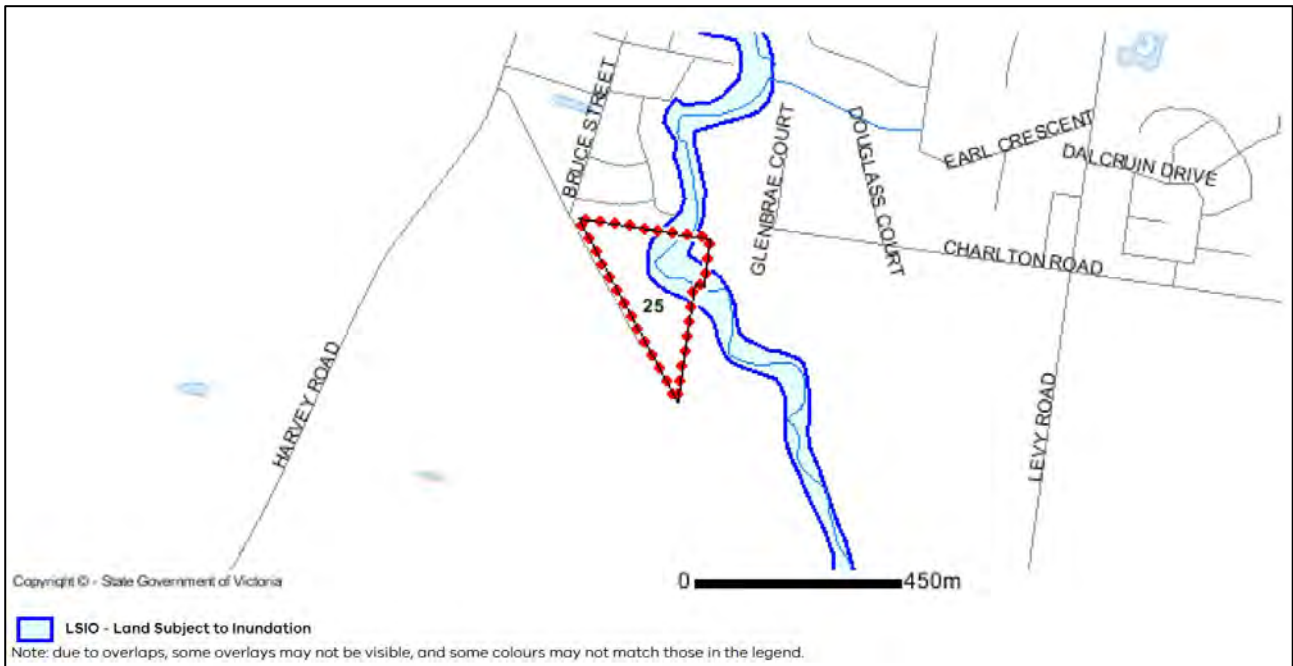 BRUCE STREET
EARL CRESCENT
DOUGLASS COURT
GLENBRAE COURT
DALCRUIN DRIVE
CHARLTON ROAD
25
HARVEY ROAD
LEVY ROAD
Copyright © - State Government of Victoria
0 450m
LSIO - Land Subject to Inundation
Note: due to overlaps, some overlays may not be visible, and some colours may not match those in the legend.